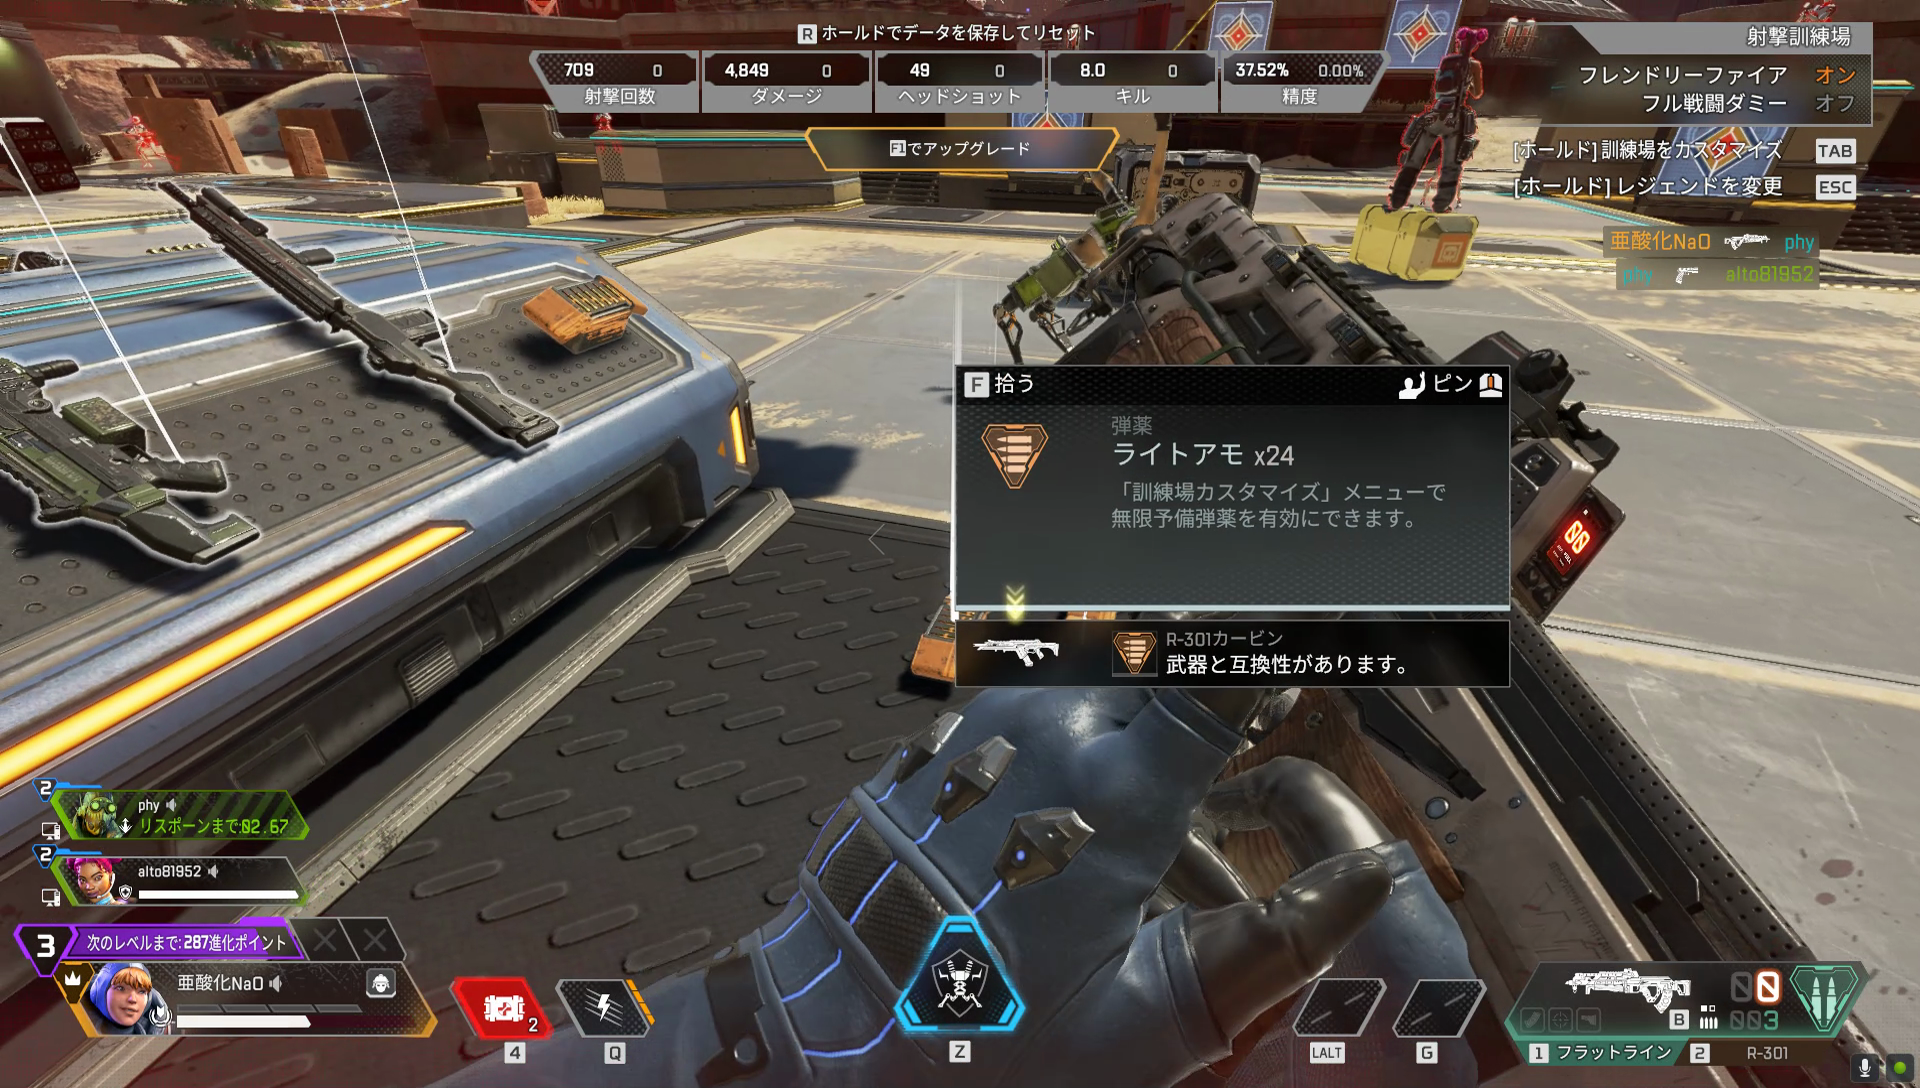 R ホールドでデータを保存してリセット
709 0
射撃回数
4,849 0
ダメージ
49 0
ヘッドショット
8.0 0
キル
37.52% 0.00%
精度
F1でアップグレード
射撃訓練場
フレンドリーファイア オン
フル戦闘ダミー オフ
[ホールド]訓練場をカスタマイズ TAB
[ホールド]レジェンドを変更 ESC
亜酸化NaO phy
phy alto81952
F 拾う
ピン
弾薬
ライトアモ x24
「訓練場カスタマイズ」メニューで
無限予備弾薬を有効にできます。
R-301カービン
武器と互換性があります。
00
2
phy
リスポーンまで:02.67
2
alto81952
3 次のレベルまで:287進化ポイント
亜酸化NaO
2
4
Q
Z
LALT
G
B
00
003
1 フラットライン
2 R-301